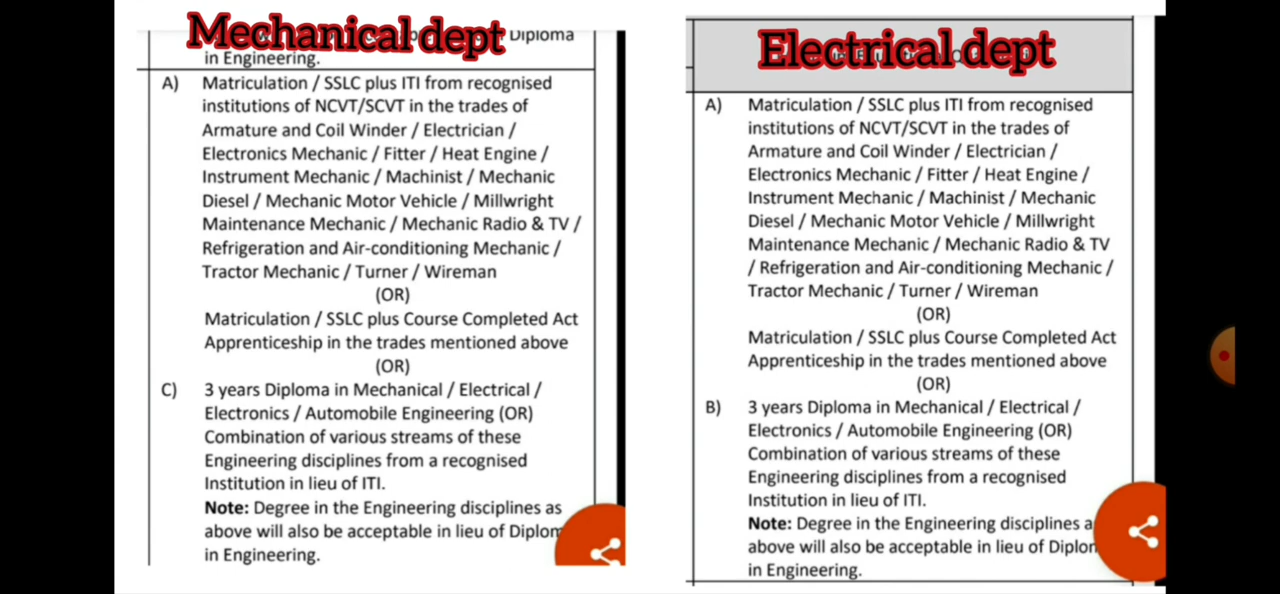 Mechanical dept
Diploma
in Engineering.
A) Matriculation / SSLC plus ITI from recognised
institutions of NCVT/SCVT in the trades of
Armature and Coil Winder / Electrician /
Electronics Mechanic / Fitter / Heat Engine /
Instrument Mechanic / Machinist / Mechanic
Diesel / Mechanic Motor Vehicle / Millwright
Maintenance Mechanic / Mechanic Radio & TV /
Refrigeration and Air-conditioning Mechanic /
Tractor Mechanic / Turner / Wireman
(OR)
Matriculation / SSLC plus Course Completed Act
Apprenticeship in the trades mentioned above
(OR)
C) 3 years Diploma in Mechanical / Electrical /
Electronics / Automobile Engineering (OR)
Combination of various streams of these
Engineering disciplines from a recognised
Institution in lieu of ITI.
Note: Degree in the Engineering disciplines as
above will also be acceptable in lieu of Diplom
in Engineering.
Electrical dept
A) Matriculation / SSLC plus ITI from recognised
institutions of NCVT/SCVT in the trades of
Armature and Coil Winder / Electrician /
Electronics Mechanic / Fitter / Heat Engine /
Instrument Mechanic / Machinist / Mechanic
Diesel / Mechanic Motor Vehicle / Millwright
Maintenance Mechanic / Mechanic Radio & TV
/ Refrigeration and Air-conditioning Mechanic /
Tractor Mechanic / Turner / Wireman
(OR)
Matriculation / SSLC plus Course Completed Act
Apprenticeship in the trades mentioned above
(OR)
B) 3 years Diploma in Mechanical / Electrical /
Electronics / Automobile Engineering (OR)
Combination of various streams of these
Engineering disciplines from a recognised
Institution in lieu of ITI.
Note: Degree in the Engineering disciplines a
above will also be acceptable in lieu of Diplom
in Engineering.